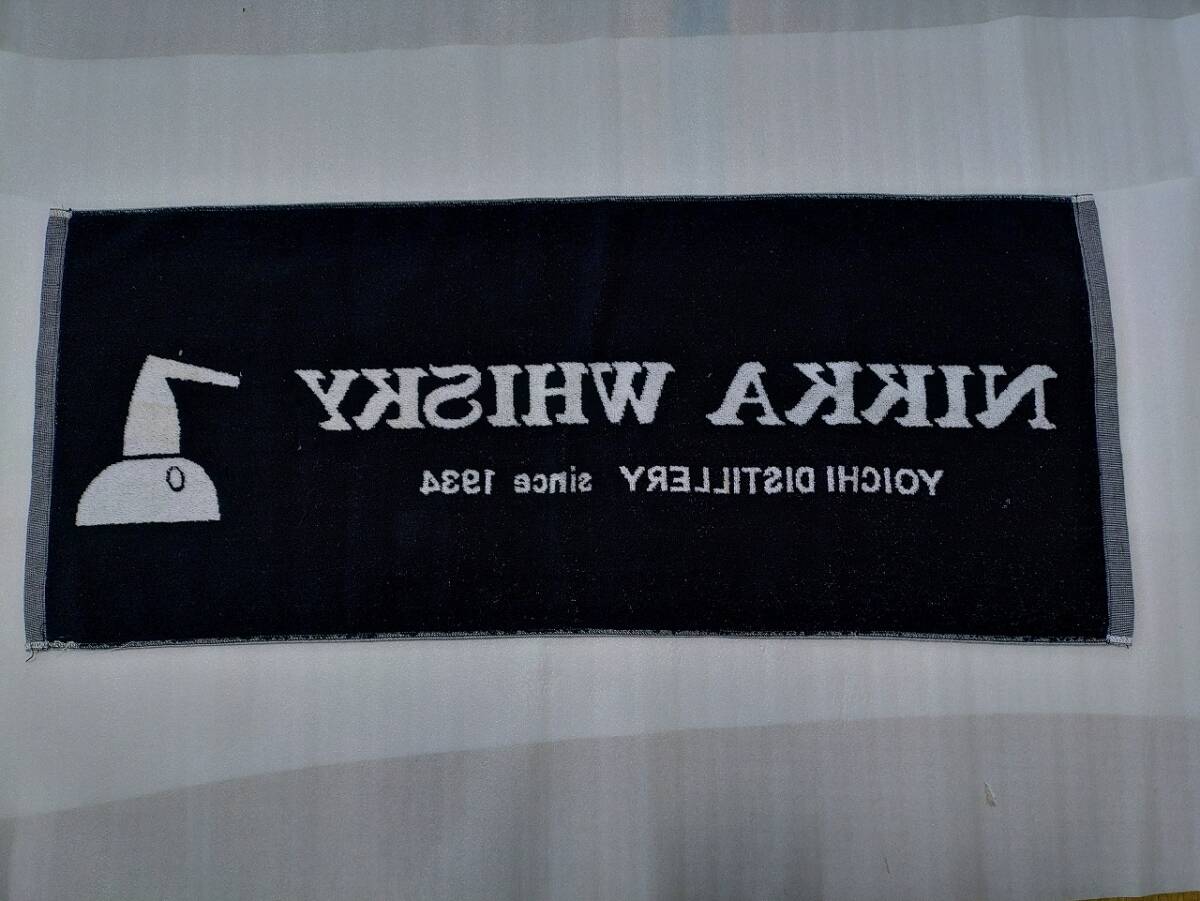 NIKKA WHISKY
YOICHI DISTILLERY since 1934